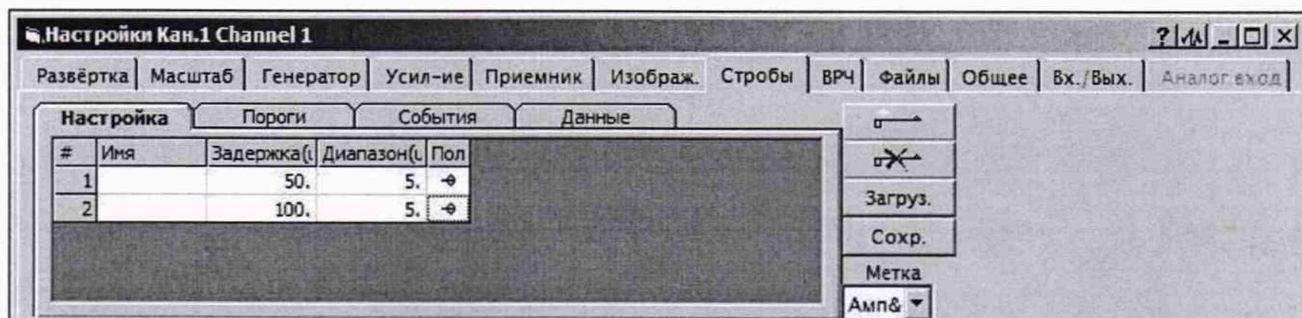 Настройки Кан.1 Channel 1
Развёртка Масштаб Генератор Усил-ие Приемник Изображ. Стробы ВРЧ Файлы Общее Вх./Вых. Аналог.вход
Настройка Пороги События Данные
# Имя Задержка(ι Диапазон(ι Пол
1 50. 5.
2 100. 5.
Загруз.
Сохр.
Метка
Амп&